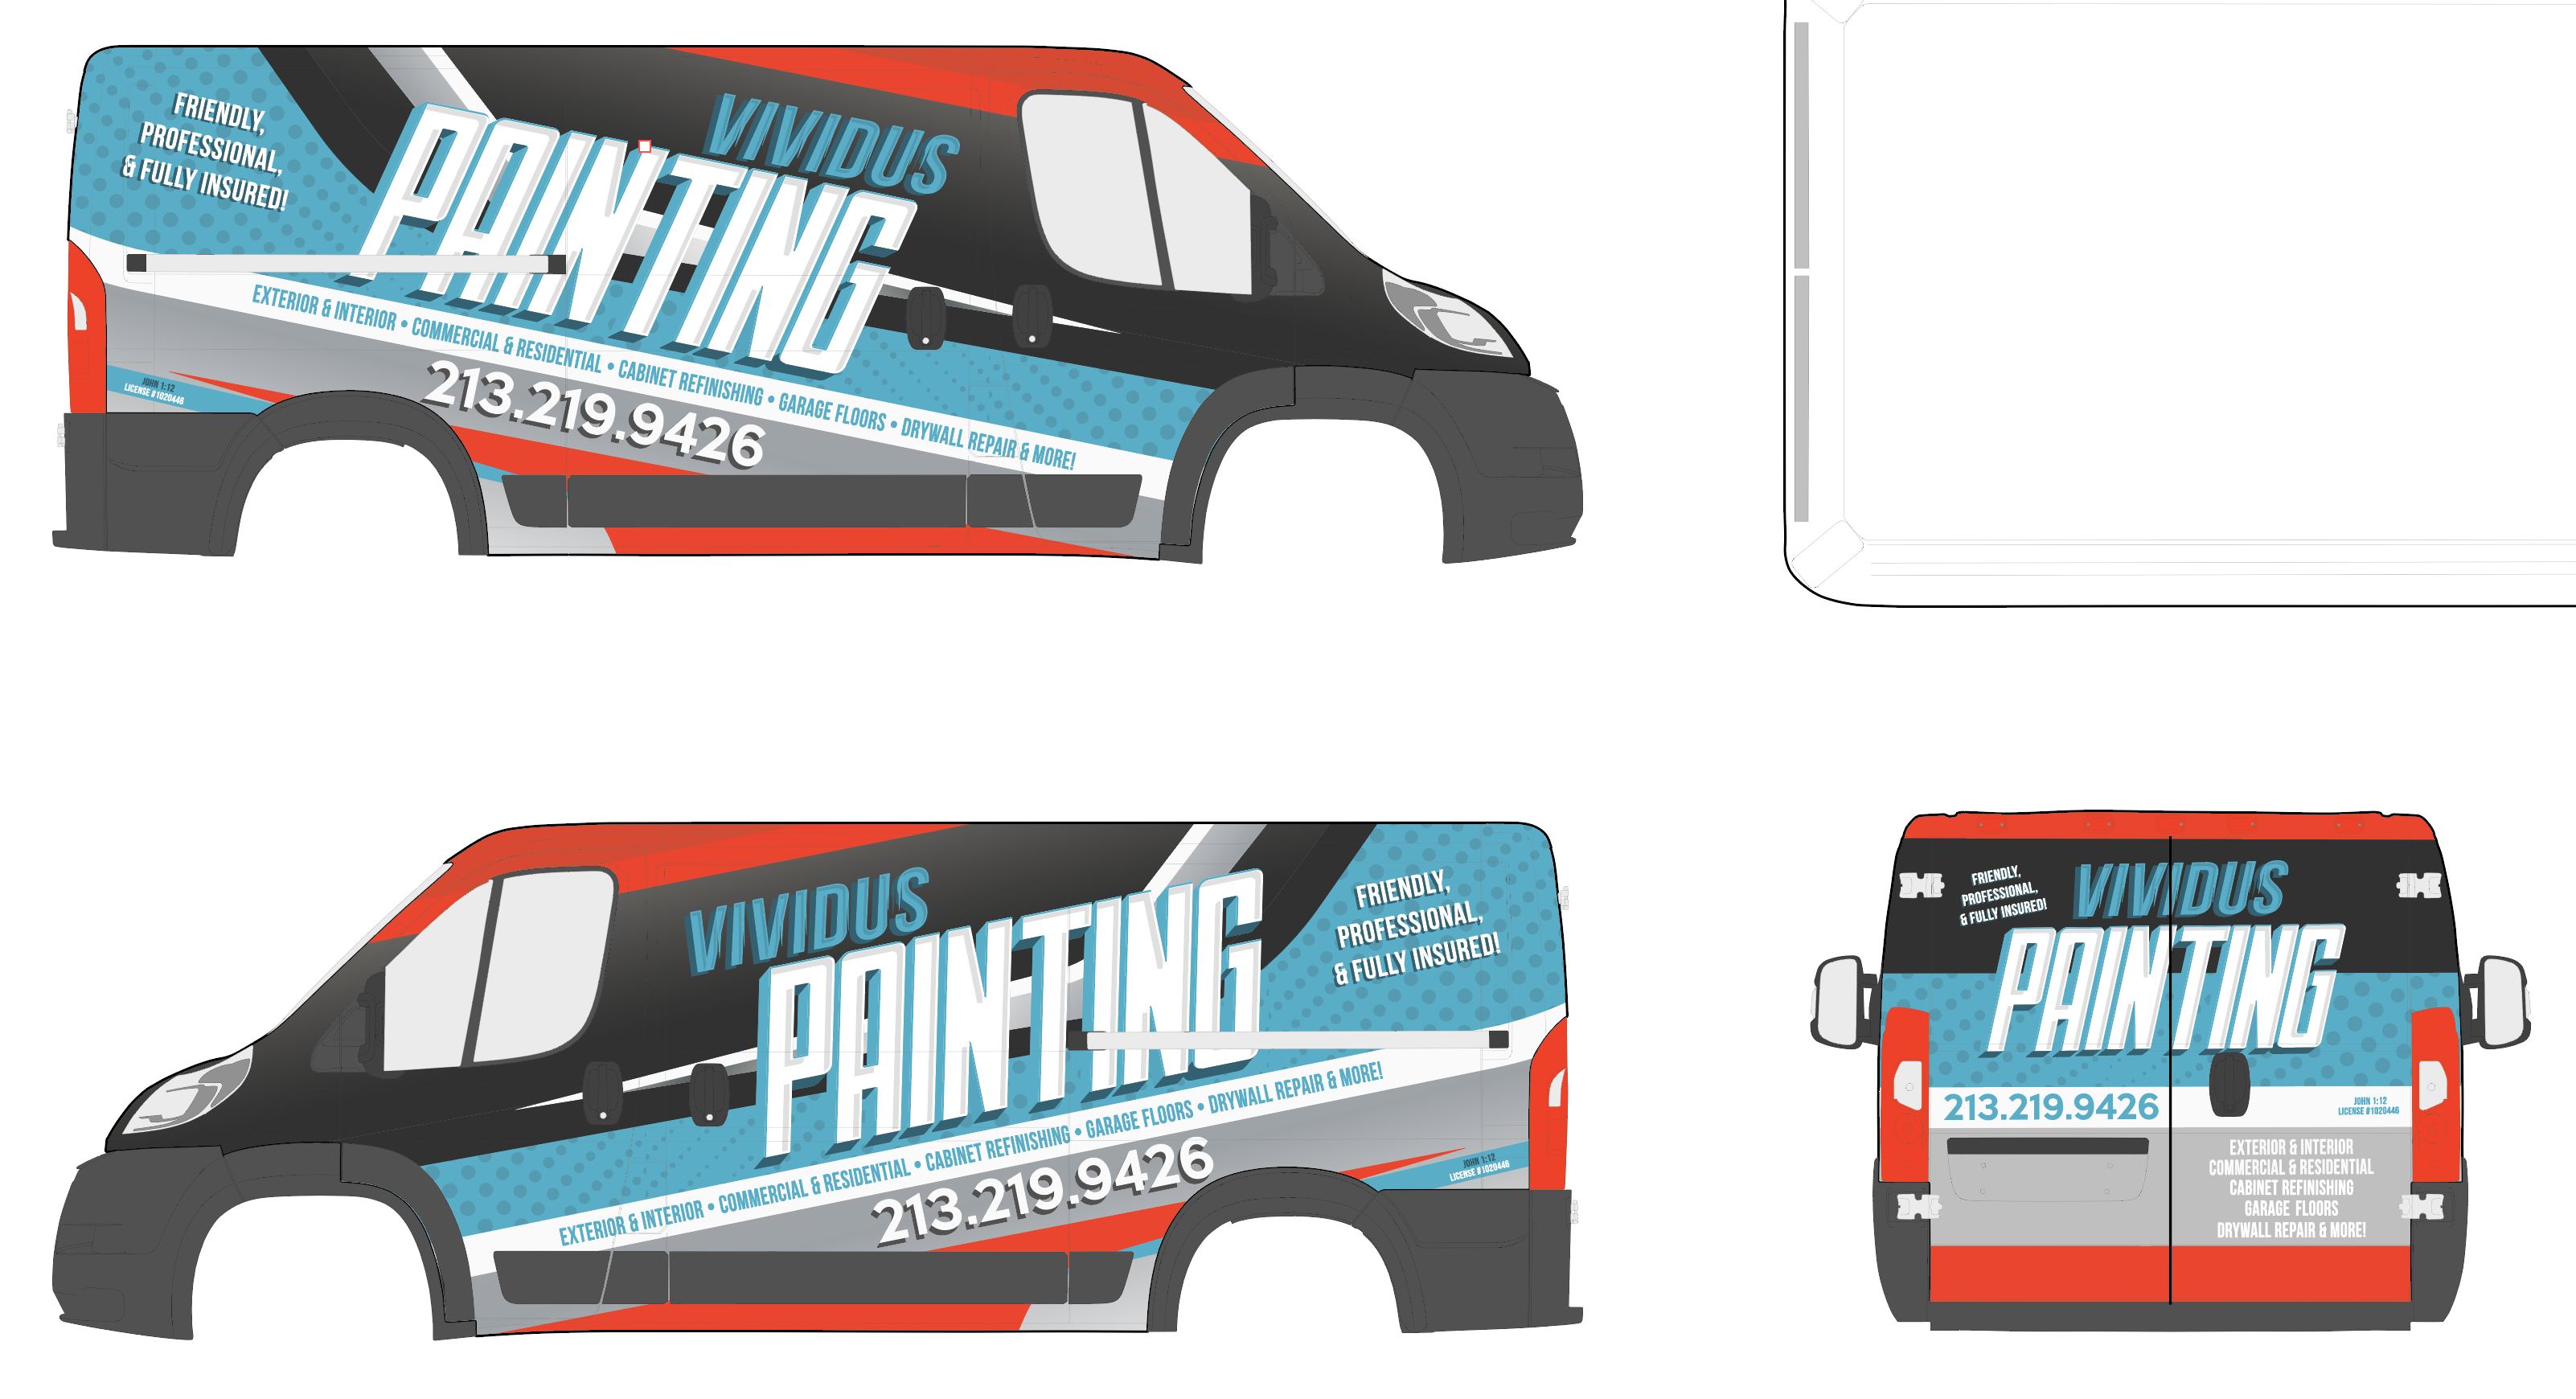 FRIENDLY,
PROFESSIONAL,
& FULLY INSURED!
VIVIDUS
PAINTING
EXTERIOR & INTERIOR • COMMERCIAL & RESIDENTIAL • CABINET REFINISHING • GARAGE FLOORS • DRYWALL REPAIR & MORE!
213.219.9426
JOHN 1:12
LICENSE #1020446
VIVIDUS
PAINTING
FRIENDLY,
PROFESSIONAL,
& FULLY INSURED!
EXTERIOR & INTERIOR • COMMERCIAL & RESIDENTIAL • CABINET REFINISHING • GARAGE FLOORS • DRYWALL REPAIR & MORE!
213.219.9426
JOHN 1:12
LICENSE #1020446
FRIENDLY,
PROFESSIONAL,
& FULLY INSURED!
VIVIDUS
PAINTING
213.219.9426
JOHN 1:12
LICENSE #1020446
EXTERIOR & INTERIOR
COMMERCIAL & RESIDENTIAL
CABINET REFINISHING
GARAGE FLOORS
DRYWALL REPAIR & MORE!